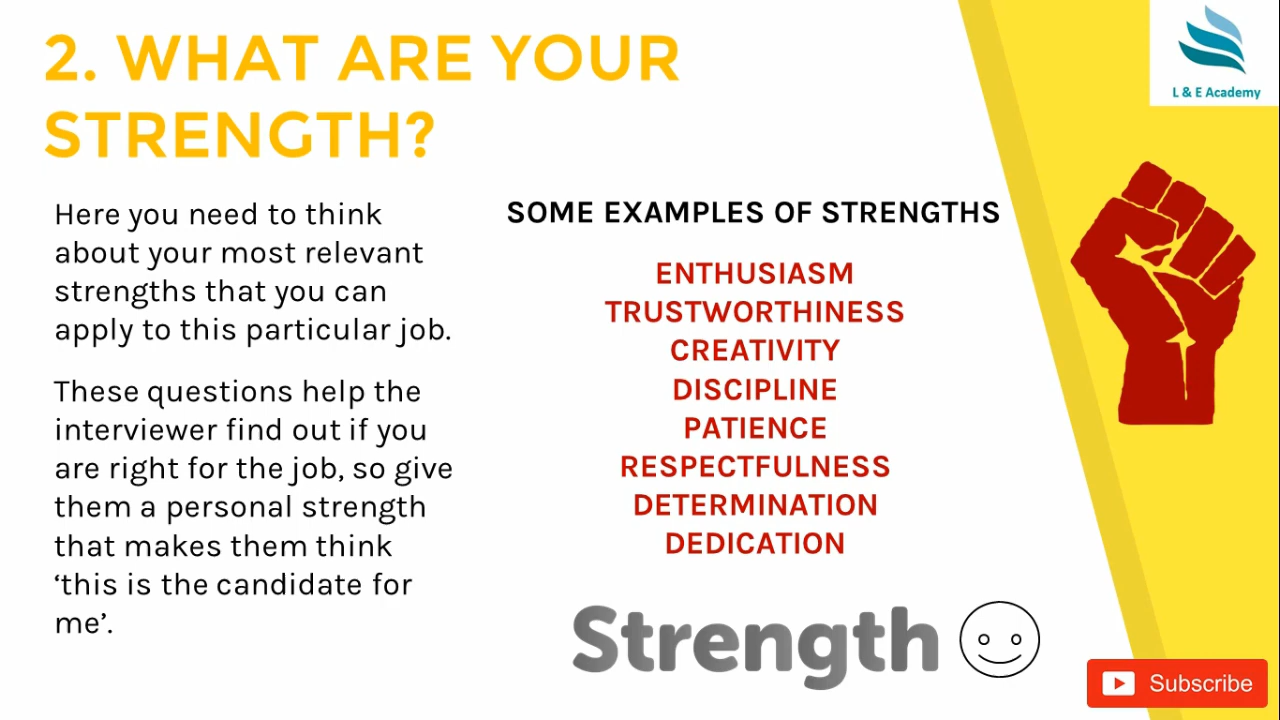 2. WHAT ARE YOUR
STRENGTH?
L & E Academy
Here you need to think
about your most relevant
strengths that you can
apply to this particular job.
These questions help the
interviewer find out if you
are right for the job, so give
them a personal strength
that makes them think
‘this is the candidate for
me’.
SOME EXAMPLES OF STRENGTHS
ENTHUSIASM
TRUSTWORTHINESS
CREATIVITY
DISCIPLINE
PATIENCE
RESPECTFULNESS
DETERMINATION
DEDICATION
Strength
Subscribe